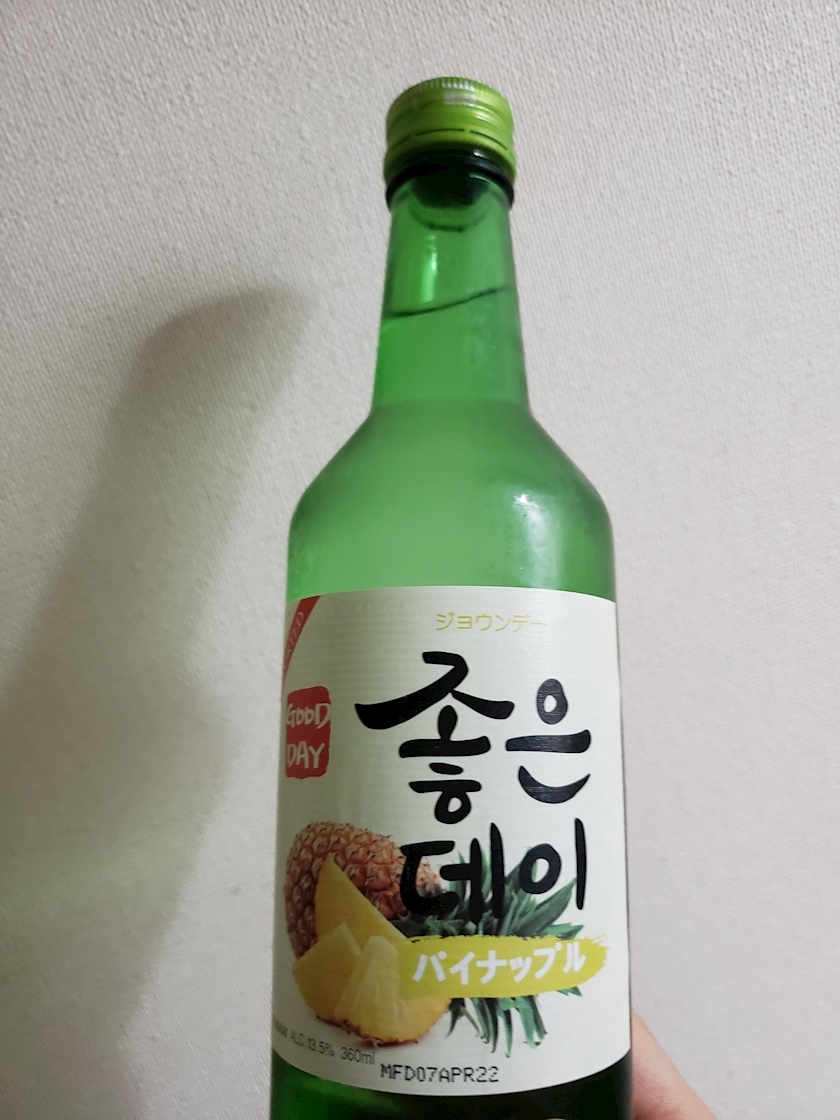 ジョウンデー
좋은
데이
GOOD
DAY
パイナップル
ALC.13.5% 360ml
MFD07APR22